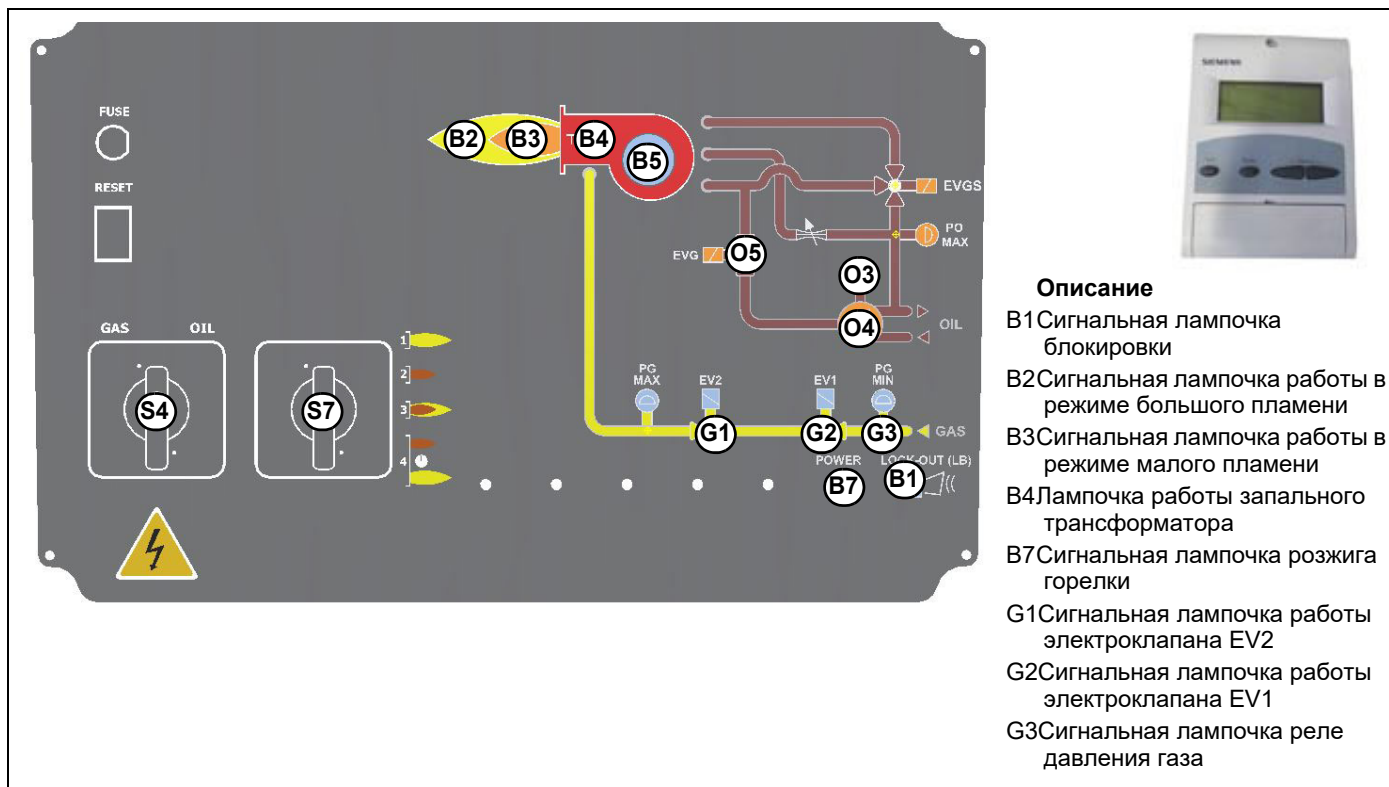 FUSE
RESET
GAS OIL
S4
S7
1
2
3
4
B2
B3
B4
B5
EVGS
PO
MAX
EVG
O5
O3
O4
OIL
PG
MAX
EV2
EV1
PG
MIN
G1
G2
G3
GAS
POWER
LOCK-OUT (LB)
B7
B1
SIEMENS
Описание
B1Сигнальная лампочка
блокировки
B2Сигнальная лампочка работы в
режиме большого пламени
B3Сигнальная лампочка работы в
режиме малого пламени
B4Лампочка работы запального
трансформатора
B7Сигнальная лампочка розжига
горелки
G1Сигнальная лампочка работы
электроклапана EV2
G2Сигнальная лампочка работы
электроклапана EV1
G3Сигнальная лампочка реле
давления газа